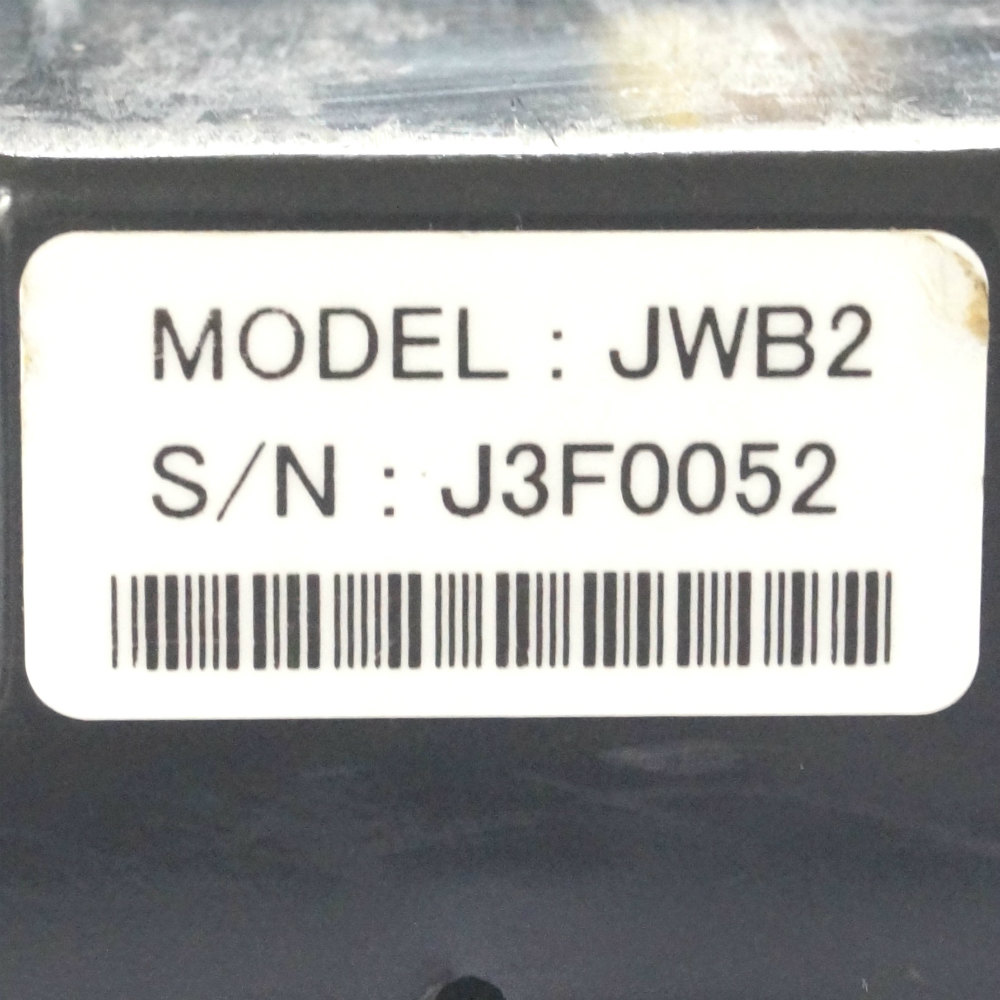 MODEL : JWB2
S/N : J3F0052